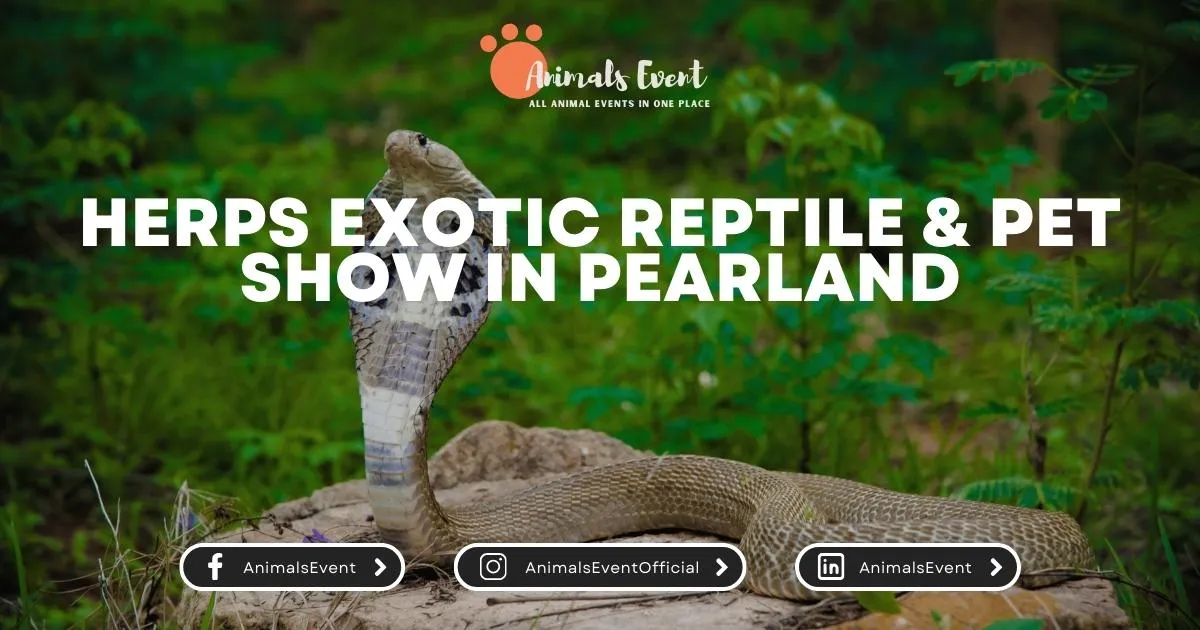 Animals Event
ALL ANIMAL EVENTS IN ONE PLACE
HERPS EXOTIC REPTILE & PET
SHOW IN PEARLAND
AnimalsEvent
AnimalsEventOfficial
AnimalsEvent